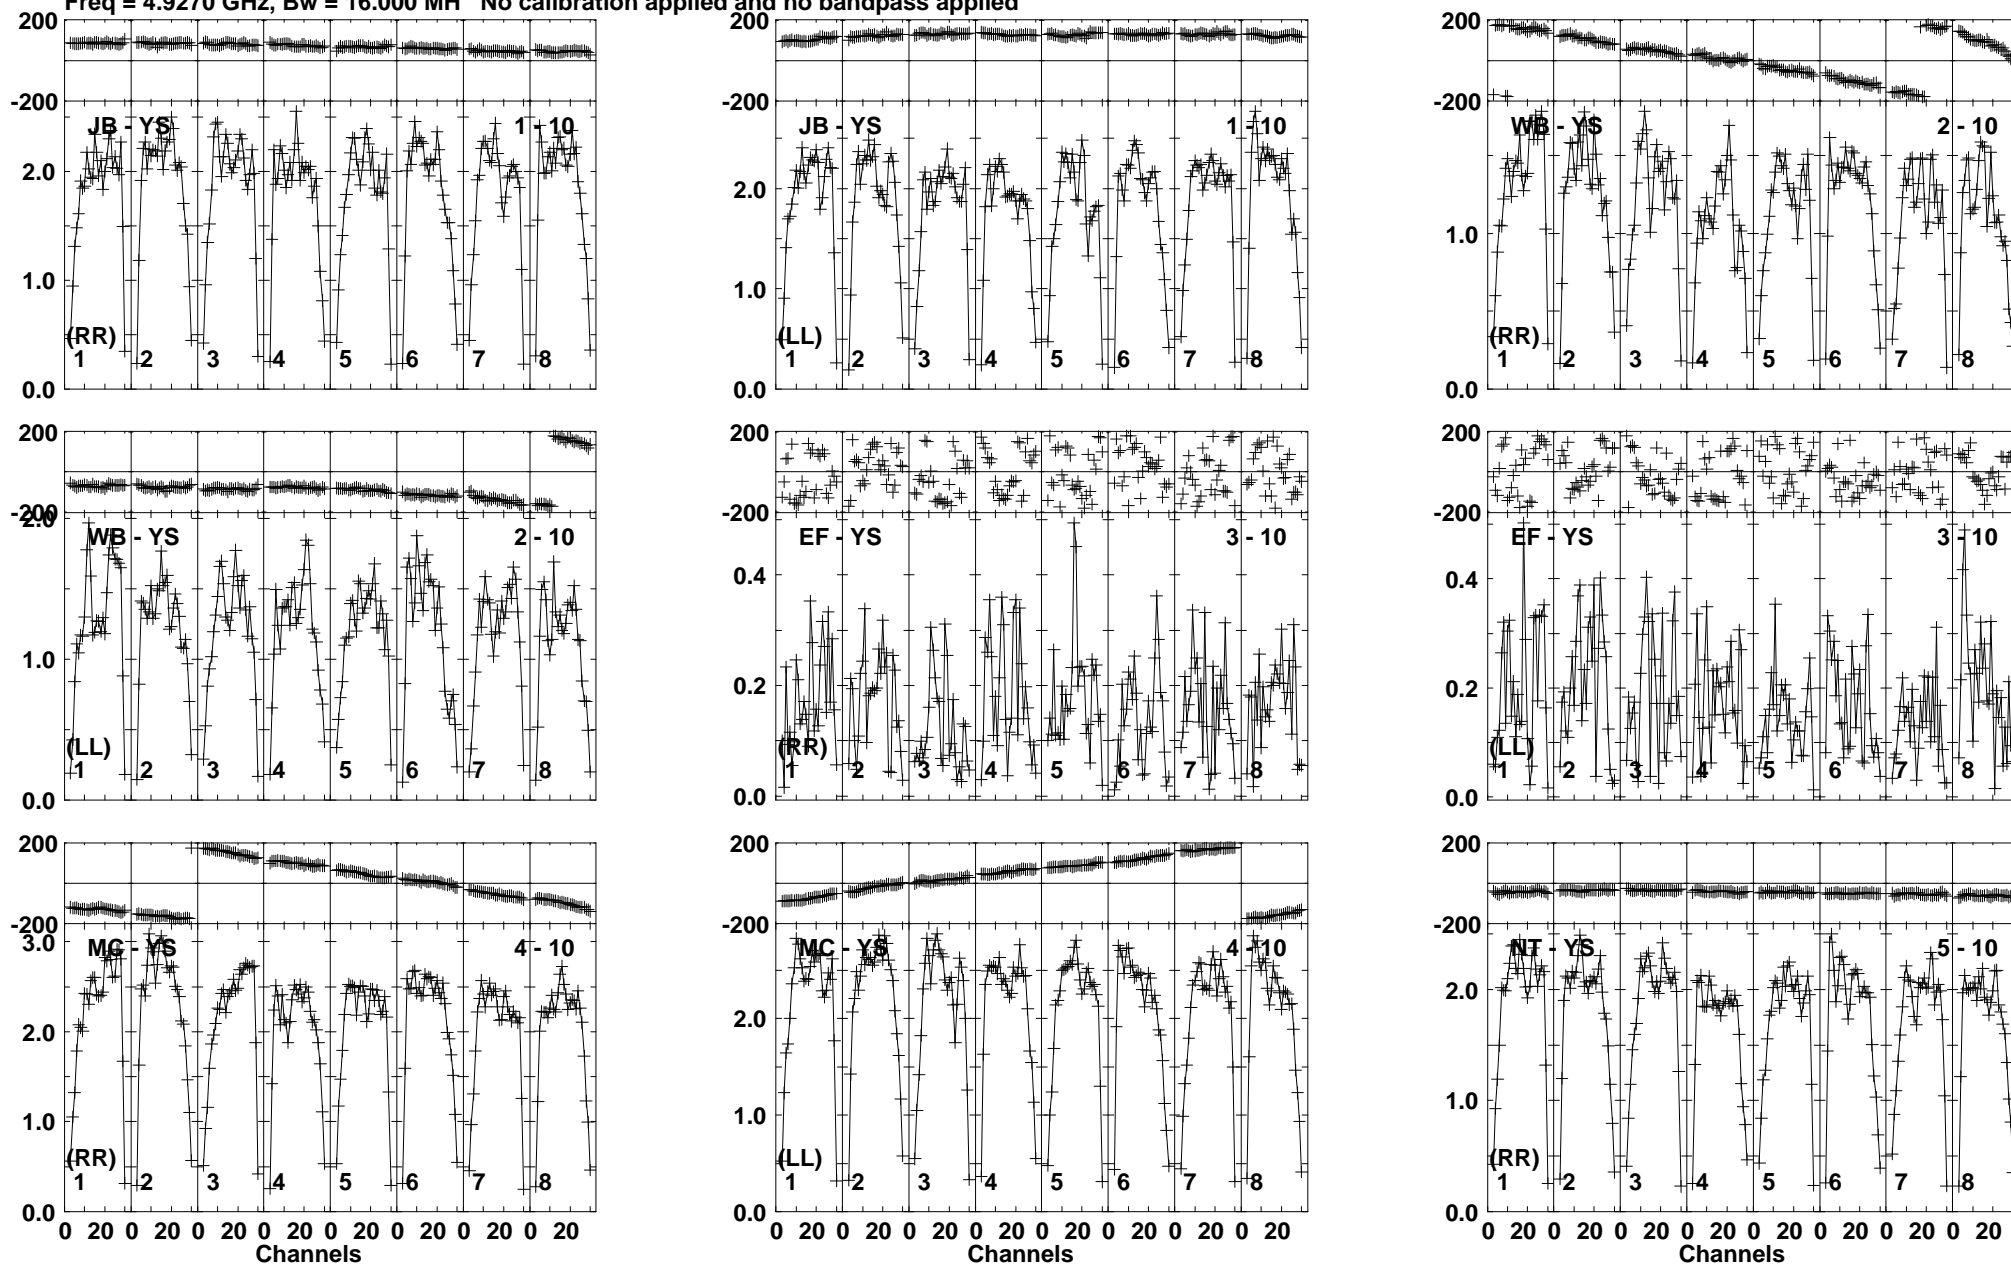 Freq = 4.9270 GHz, Bw = 16.000 MH No calibration applied and no bandpass applied
200 200 200
-200 -200 -200
JB - YS 1 - 10 JB - YS 1 - 10 WB - YS 2 - 10
2.0 2.0
1.0 1.0 1.0
(RR) (LL) (RR)
1 2 3 4 5 6 7 8 1 2 3 4 5 6 7 8 1 2 3 4 5 6 7 8
0.0 0.0 0.0
200 200 200
-200 -200 -200
2.0
WB - YS 2 - 10 EF - YS 3 - 10 EF - YS 3 - 10
0.4 0.4
1.0 0.2 0.2
(LL) (RR) (LL)
1 2 3 4 5 6 7 8 1 2 3 4 5 6 7 8 1 2 3 4 5 6 7 8
0.0 0.0 0.0
200 200 200
-200 -200 -200
3.0
MC - YS 4 - 10 MC - YS 4 - 10 NT - YS 5 - 10
2.0 2.0 2.0
1.0 1.0 1.0
(RR) (LL) (RR)
1 2 3 4 5 6 7 8 1 2 3 4 5 6 7 8 1 2 3 4 5 6 7 8
0.0 0.0 0.0
0 20 0 20 0 20 0 20 0 20 0 20 0 20 0 20 0 20 0 20 0 20 0 20 0 20 0 20 0 20 0 20 0 20 0 20 0 20 0 20 0 20 0 20 0 20 0 20
Channels Channels Channels